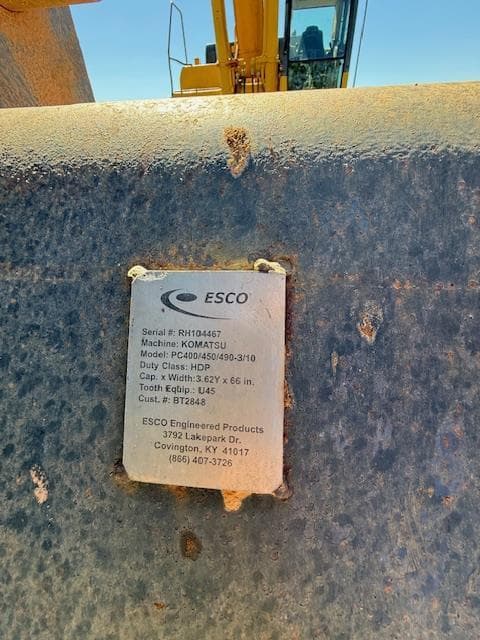 ESCO
Serial #: RH104467
Machine: KOMATSU
Model: PC400/450/490-3/10
Duty Class: HDP
Cap. x Width:3.62Y x 66 in.
Tooth Equip.: U45
Cust. #: BT2848
ESCO Engineered Products
3792 Lakepark Dr.
Covington, KY 41017
(866) 407-3726